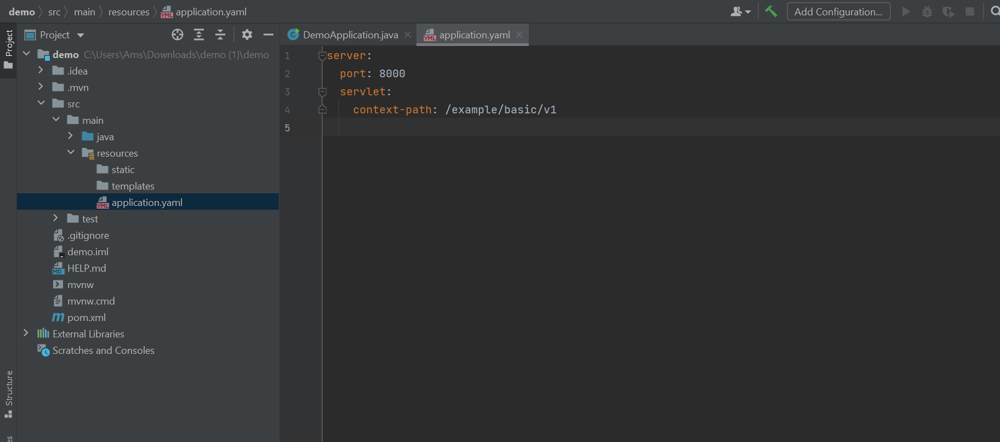 demo src main resources application.yaml
Add Configuration...
Project
Project
DemoApplication.java
application.yaml
demo C:\Users\Ams\Downloads\demo (1)\demo
.idea
.mvn
src
main
java
resources
static
templates
application.yaml
test
.gitignore
demo.iml
HELP.md
mvnw
mvnw.cmd
pom.xml
External Libraries
Scratches and Consoles
Structure
1 server:
2 port: 8000
3 servlet:
4 context-path: /example/basic/v1
5